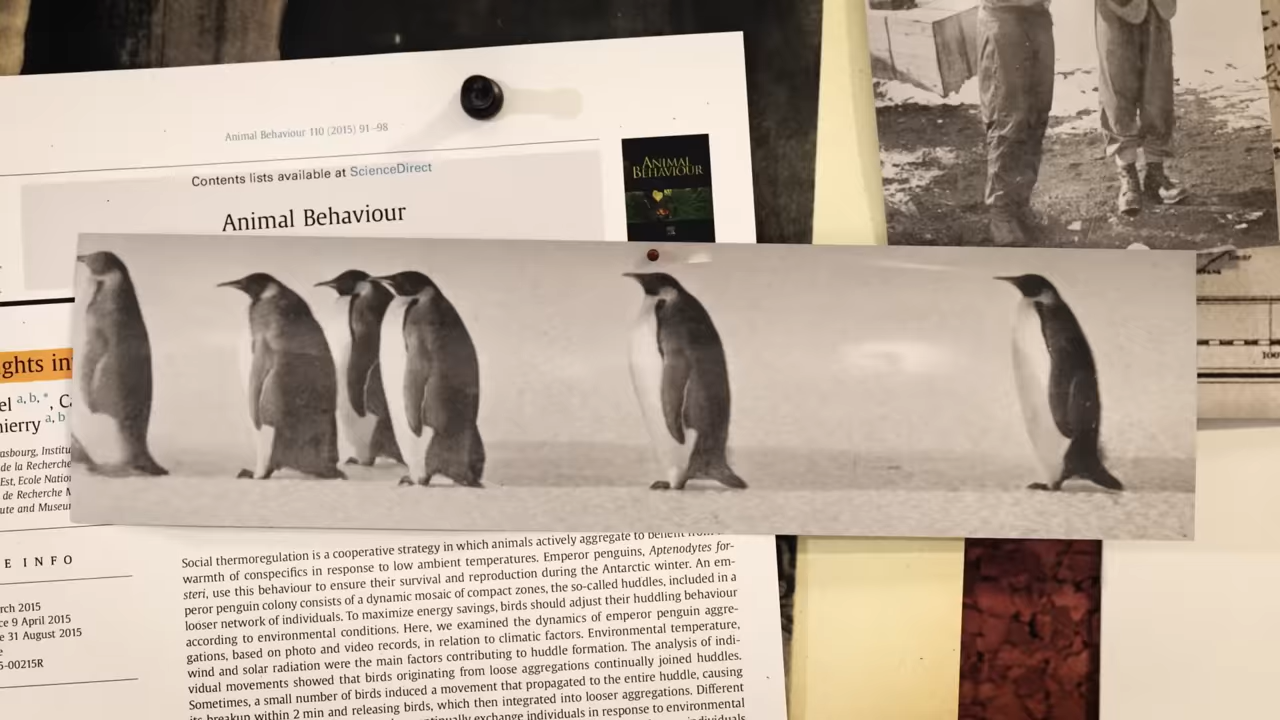 Animal Behaviour 110 (2015) 91–98
Contents lists available at ScienceDirect
Animal Behaviour
ANIMAL
BEHAVIOUR
ghts in
el a, b, *, C
hierry a, b
asbourg, Institu
de la Recherche
Est, Ecole Nation
de Recherche M
ute and Museu
E INFO
rch 2015
ce 9 April 2015
e 31 August 2015
e
5-00215R
Social thermoregulation is a cooperative strategy in which animals actively aggregate to benefit from
warmth of conspecifics in response to low ambient temperatures. Emperor penguins, Aptenodytes for-
steri, use this behaviour to ensure their survival and reproduction during the Antarctic winter. An em-
peror penguin colony consists of a dynamic mosaic of compact zones, the so-called huddles, included in a
looser network of individuals. To maximize energy savings, birds should adjust their huddling behaviour
according to environmental conditions. Here, we examined the dynamics of emperor penguin aggre-
gations, based on photo and video records, in relation to climatic factors. Environmental temperature,
wind and solar radiation were the main factors contributing to huddle formation. The analysis of indi-
vidual movements showed that birds originating from loose aggregations continually joined huddles.
Sometimes, a small number of birds induced a movement that propagated to the entire huddle, causing
its breakup within 2 min and releasing birds, which then integrated into looser aggregations. Different
continually exchange individuals in response to environmental
individuals
100